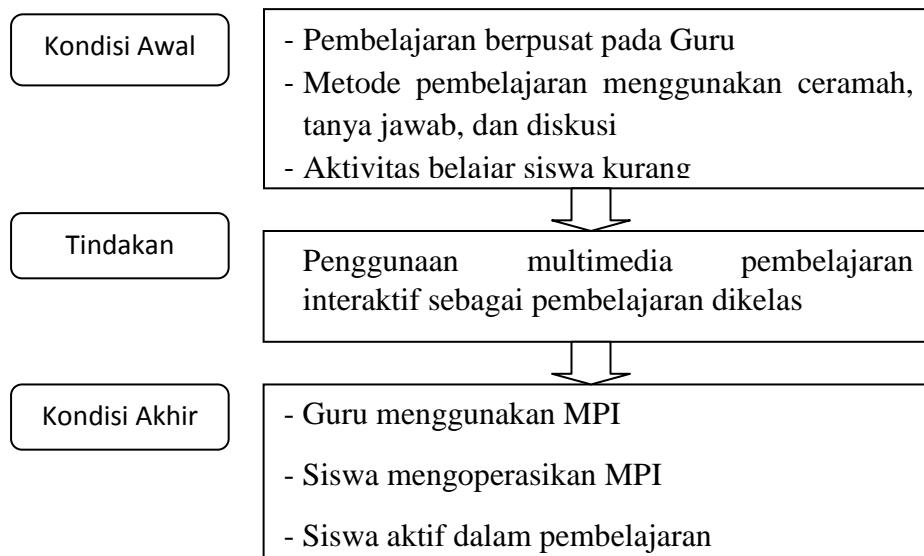 Kondisi Awal
- Pembelajaran berpusat pada Guru
- Metode pembelajaran menggunakan ceramah,
tanya jawab, dan diskusi
- Aktivitas belajar siswa kurang
Tindakan
Penggunaan multimedia pembelajaran
interaktif sebagai pembelajaran dikelas
Kondisi Akhir
- Guru menggunakan MPI
- Siswa mengoperasikan MPI
- Siswa aktif dalam pembelajaran